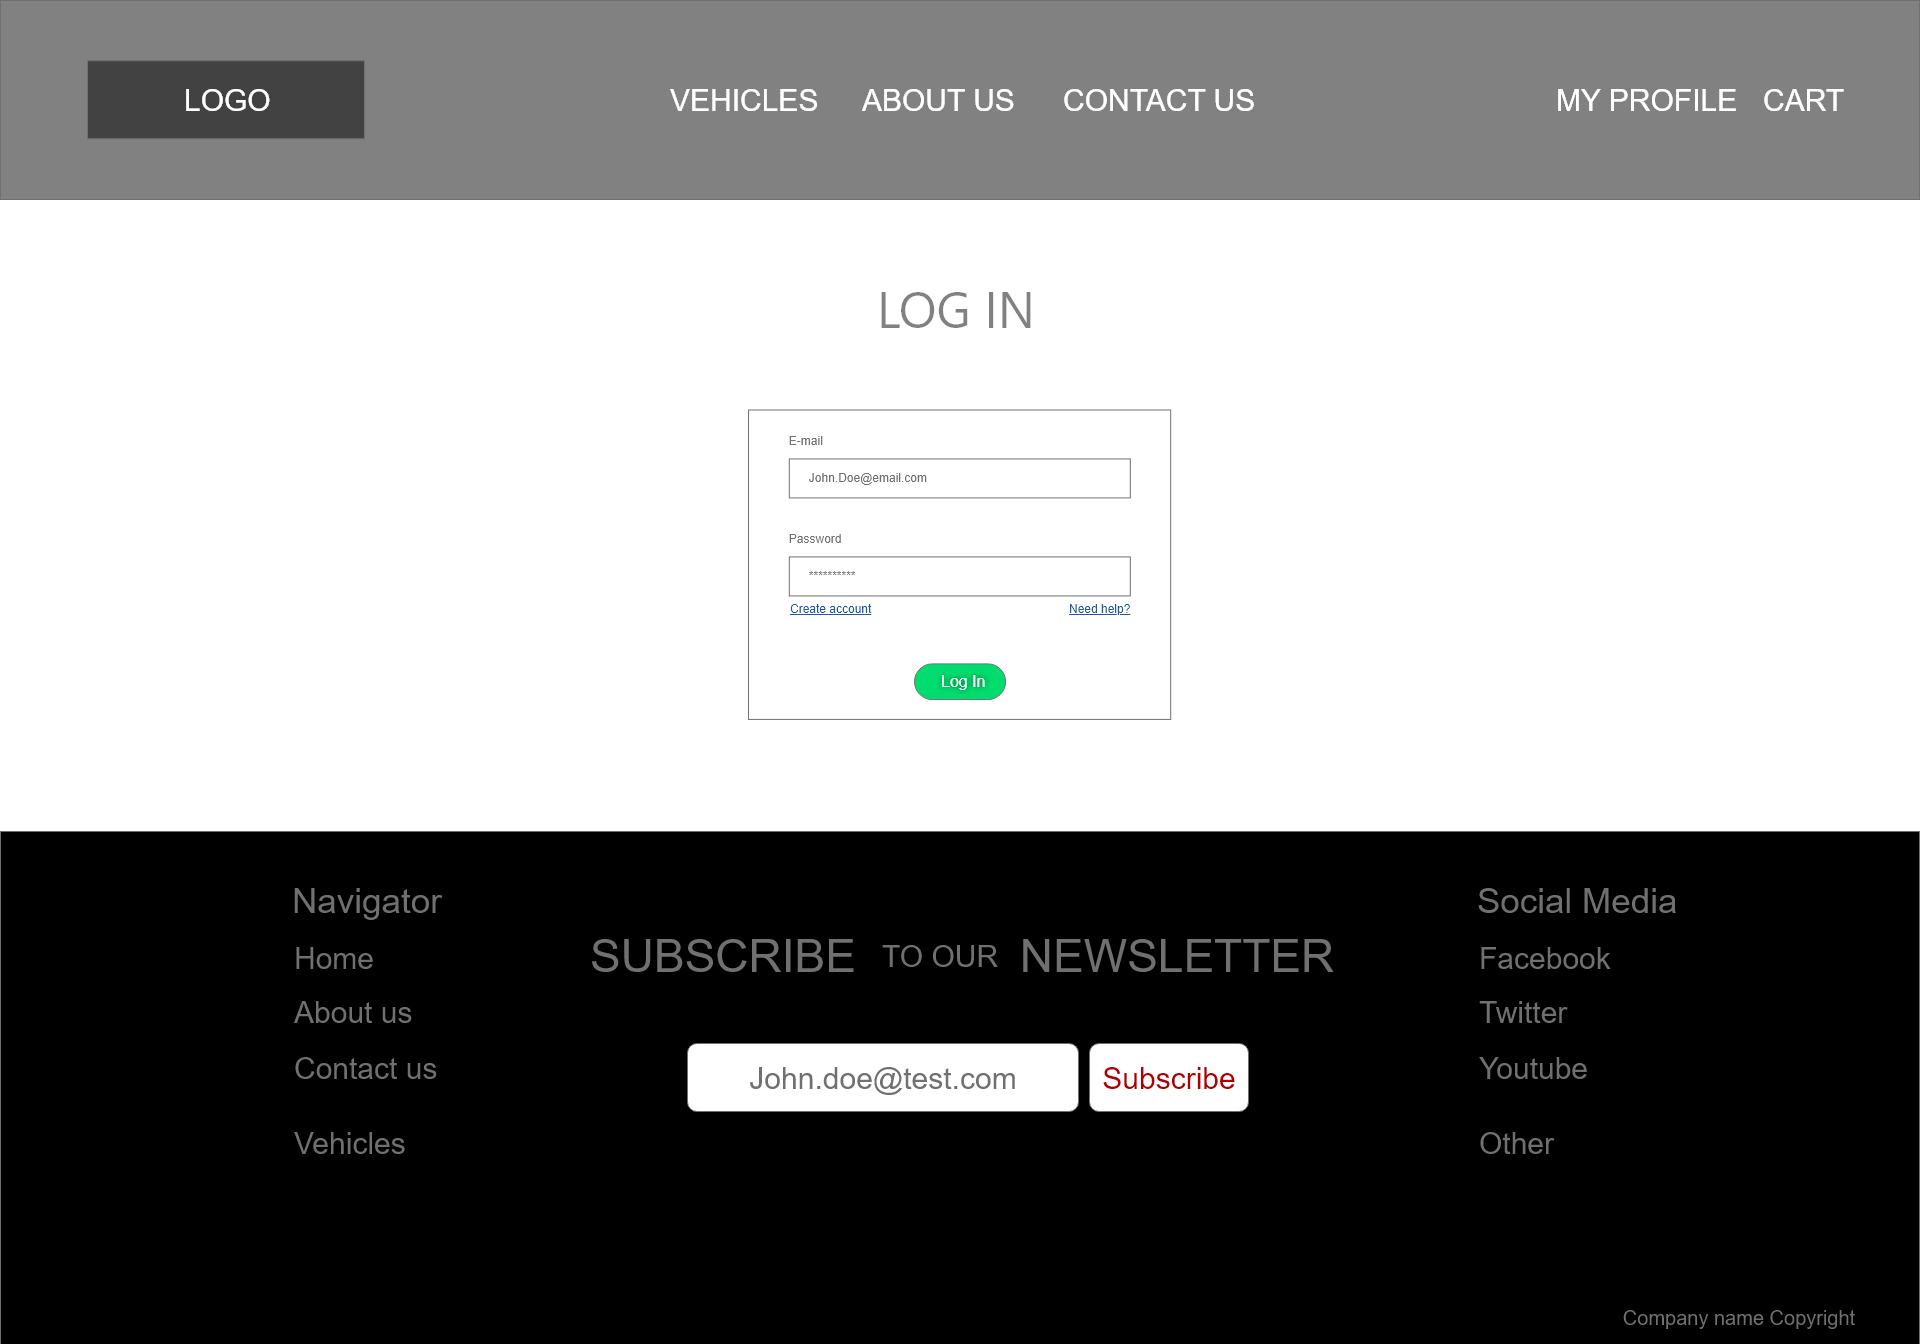 LOGO
VEHICLES ABOUT US CONTACT US
MY PROFILE CART
LOG IN
E-mail
John.Doe@email.com
Password
**********
Create account
Need help?
Log In
Navigator
Home
About us
Contact us
Vehicles
SUBSCRIBE TO OUR NEWSLETTER
John.doe@test.com
Subscribe
Social Media
Facebook
Twitter
Youtube
Other
Company name Copyright